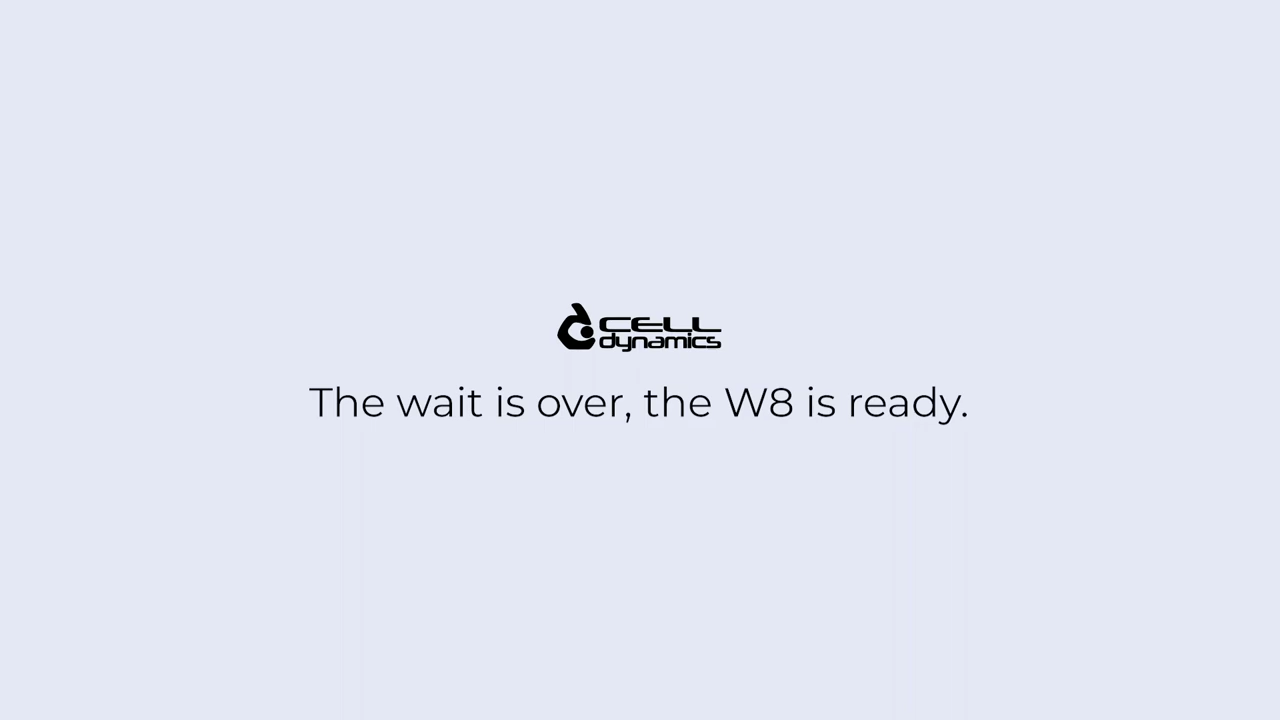 CELL
dynamics
The wait is over, the W8 is ready.